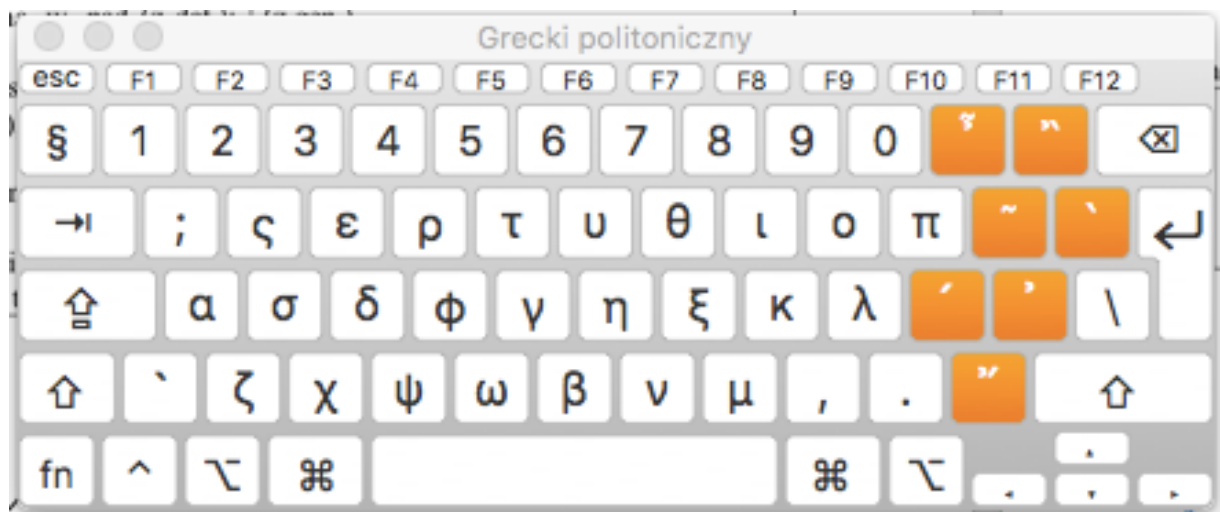 Grecki politoniczny
esc F1 F2 F3 F4 F5 F6 F7 F8 F9 F10 F11 F12
§ 1 2 3 4 5 6 7 8 9 0 ῏ ῍
; ς ε ρ τ υ θ ι ο π ῀ `
α σ δ φ γ η ξ κ λ ´ ᾿ \
` ζ χ ψ ω β ν μ , . ῎
fn ^ ⌥ ⌘ ⌘ ⌥